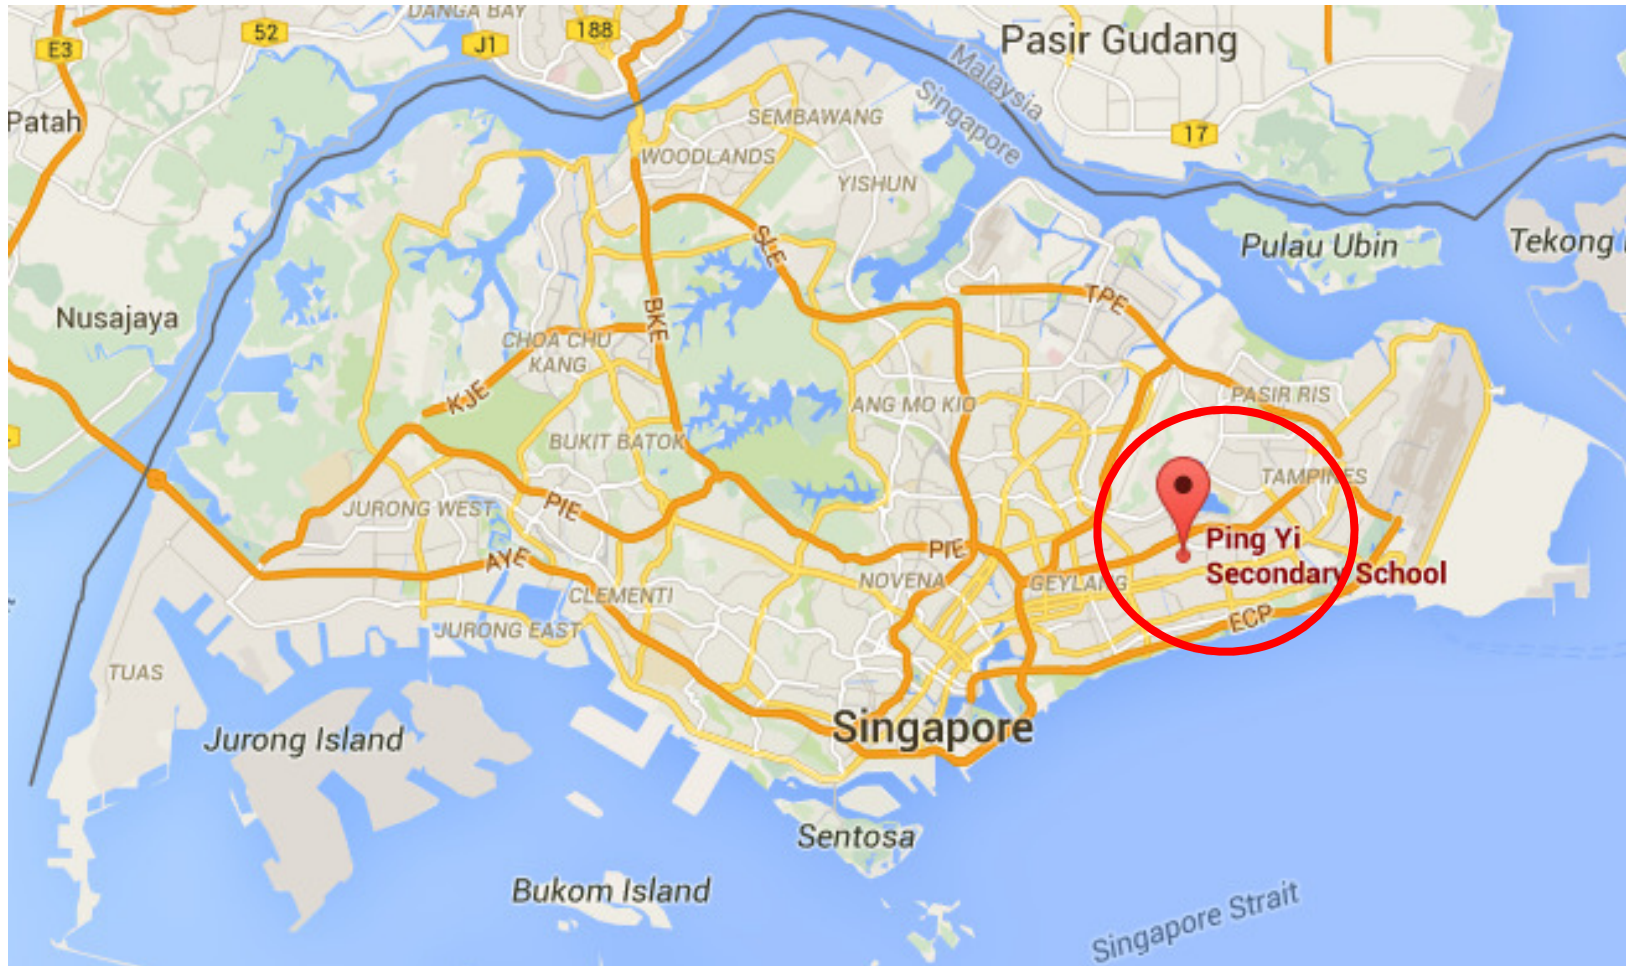 DANGA BAY
52
188
E3
J1
Pasir Gudang
Malaysia
Singapore
17
Patah
SEMBAWANG
WOODLANDS
YISHUN
SLE
Pulau Ubin
Tekong
TPE
Nusajaya
BKE
CHOA CHU
KANG
KJE
PASIR RIS
ANG MO KIO
BUKIT BATOK
TAMPINES
JURONG WEST
PIE
Ping Yi
Secondary School
PIE
AYE
NOVENA
GEYLANG
CLEMENTI
ECP
JURONG EAST
TUAS
Singapore
Jurong Island
Sentosa
Bukom Island
Singapore Strait